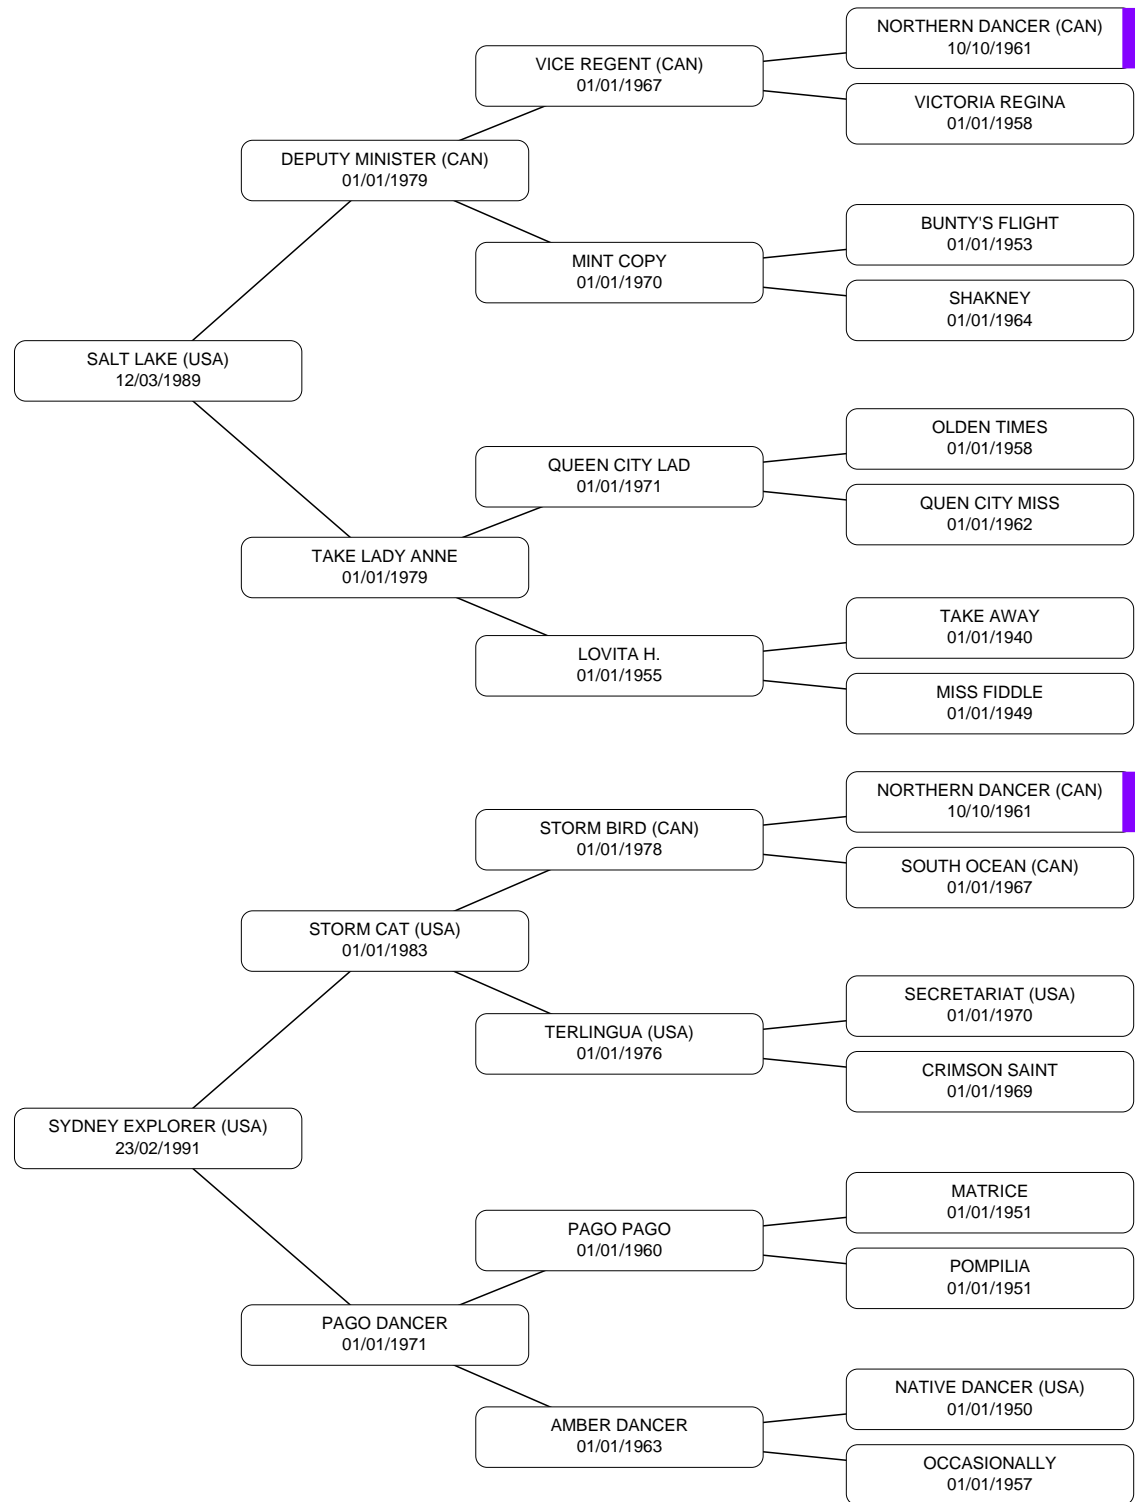 NORTHERN DANCER (CAN)
10/10/1961
VICE REGENT (CAN)
01/01/1967
VICTORIA REGINA
01/01/1958
DEPUTY MINISTER (CAN)
01/01/1979
BUNTY'S FLIGHT
01/01/1953
MINT COPY
01/01/1970
SHAKNEY
01/01/1964
SALT LAKE (USA)
12/03/1989
OLDEN TIMES
01/01/1958
QUEEN CITY LAD
01/01/1971
QUEN CITY MISS
01/01/1962
TAKE LADY ANNE
01/01/1979
TAKE AWAY
01/01/1940
LOVITA H.
01/01/1955
MISS FIDDLE
01/01/1949
NORTHERN DANCER (CAN)
10/10/1961
STORM BIRD (CAN)
01/01/1978
SOUTH OCEAN (CAN)
01/01/1967
STORM CAT (USA)
01/01/1983
SECRETARIAT (USA)
01/01/1970
TERLINGUA (USA)
01/01/1976
CRIMSON SAINT
01/01/1969
SYDNEY EXPLORER (USA)
23/02/1991
MATRICE
01/01/1951
PAGO PAGO
01/01/1960
POMPILIA
01/01/1951
PAGO DANCER
01/01/1971
NATIVE DANCER (USA)
01/01/1950
AMBER DANCER
01/01/1963
OCCASIONALLY
01/01/1957